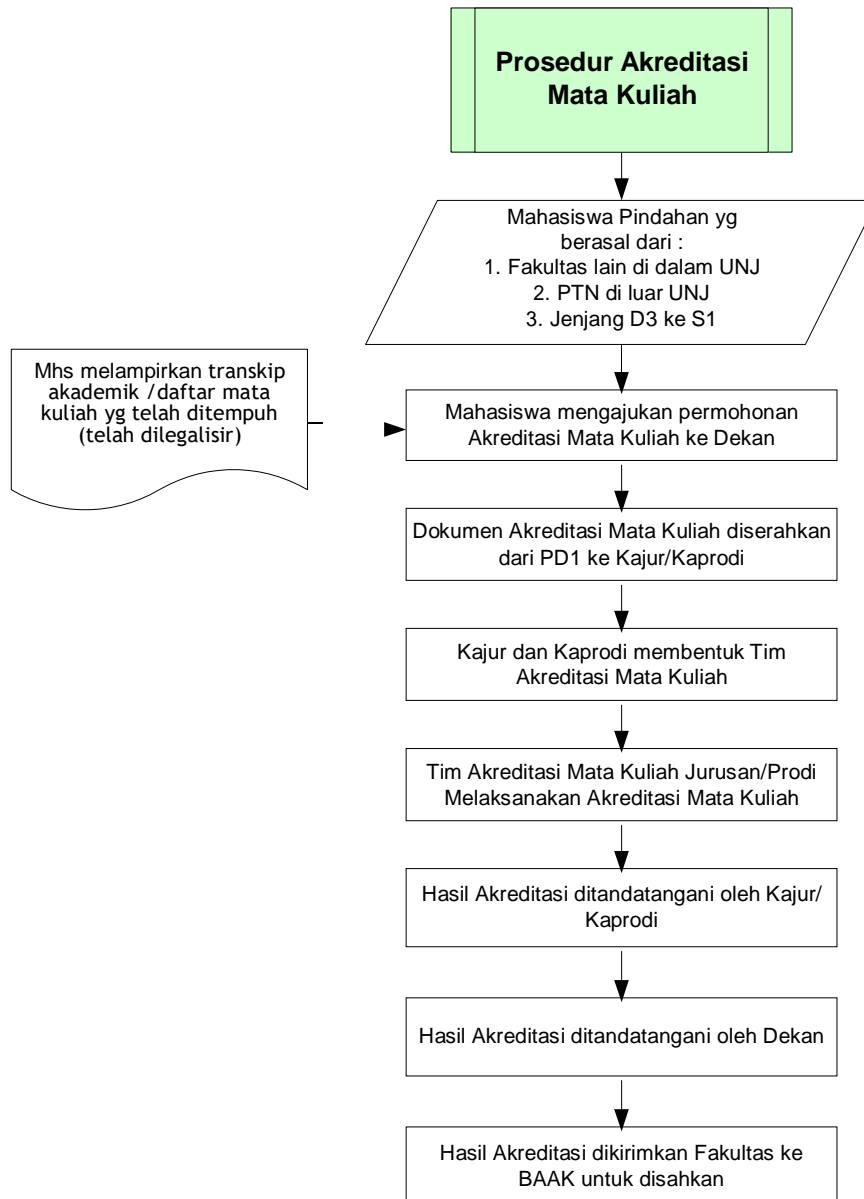 Prosedur Akreditasi
Mata Kuliah
Mahasiswa Pindahan yg
berasal dari :
1. Fakultas lain di dalam UNJ
2. PTN di luar UNJ
3. Jenjang D3 ke S1
Mhs melampirkan transkip
akademik /daftar mata
kuliah yg telah ditempuh
(telah dilegalisir)
Mahasiswa mengajukan permohonan
Akreditasi Mata Kuliah ke Dekan
Dokumen Akreditasi Mata Kuliah diserahkan
dari PD1 ke Kajur/Kaprodi
Kajur dan Kaprodi membentuk Tim
Akreditasi Mata Kuliah
Tim Akreditasi Mata Kuliah Jurusan/Prodi
Melaksanakan Akreditasi Mata Kuliah
Hasil Akreditasi ditandatangani oleh Kajur/
Kaprodi
Hasil Akreditasi ditandatangani oleh Dekan
Hasil Akreditasi dikirimkan Fakultas ke
BAAK untuk disahkan